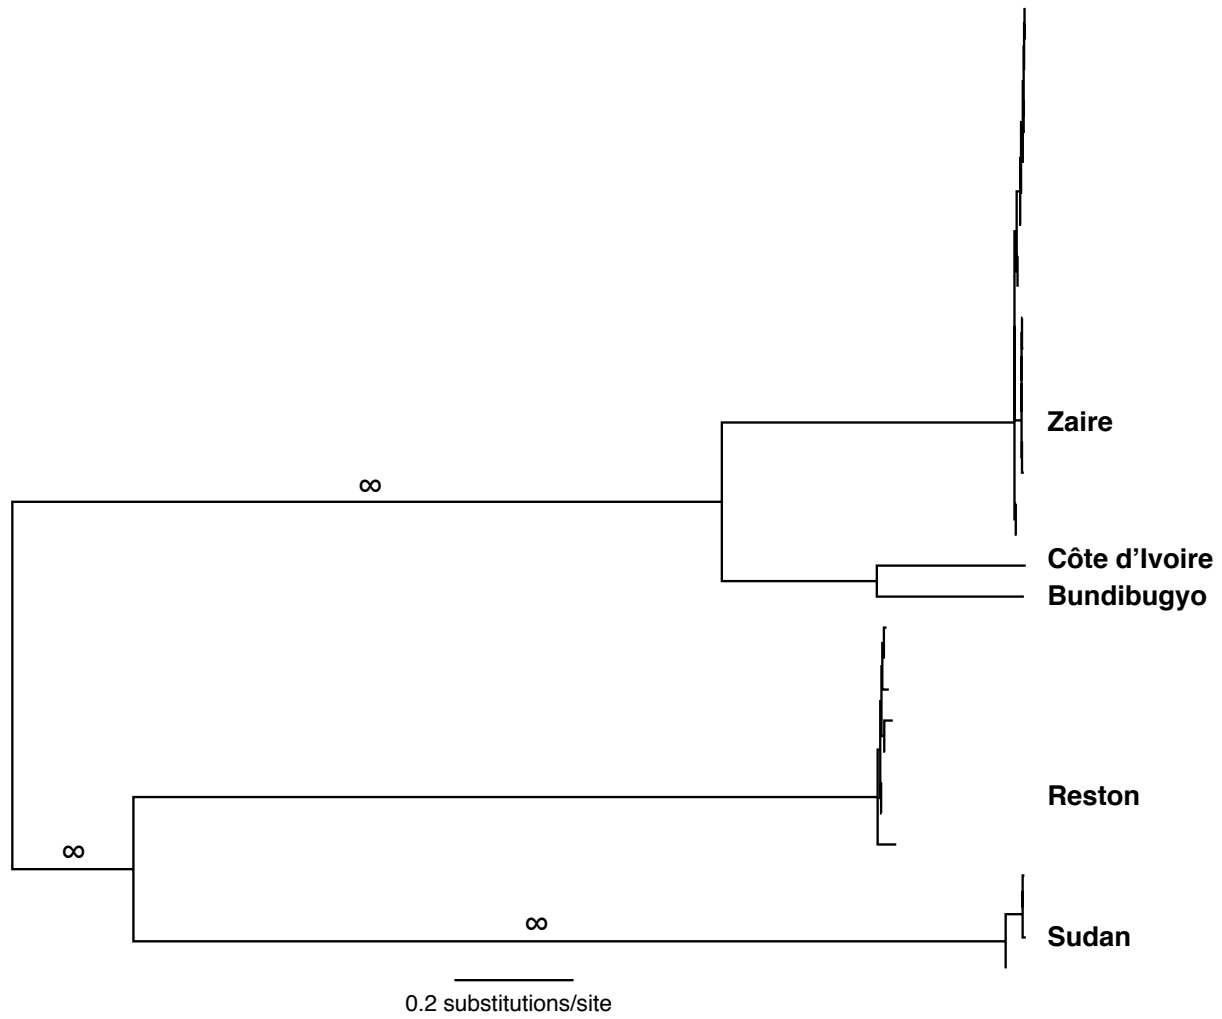 ∞
Zaire
Côte d’Ivoire
Bundibugyo
Reston
∞
∞
Sudan
0.2 substitutions/site